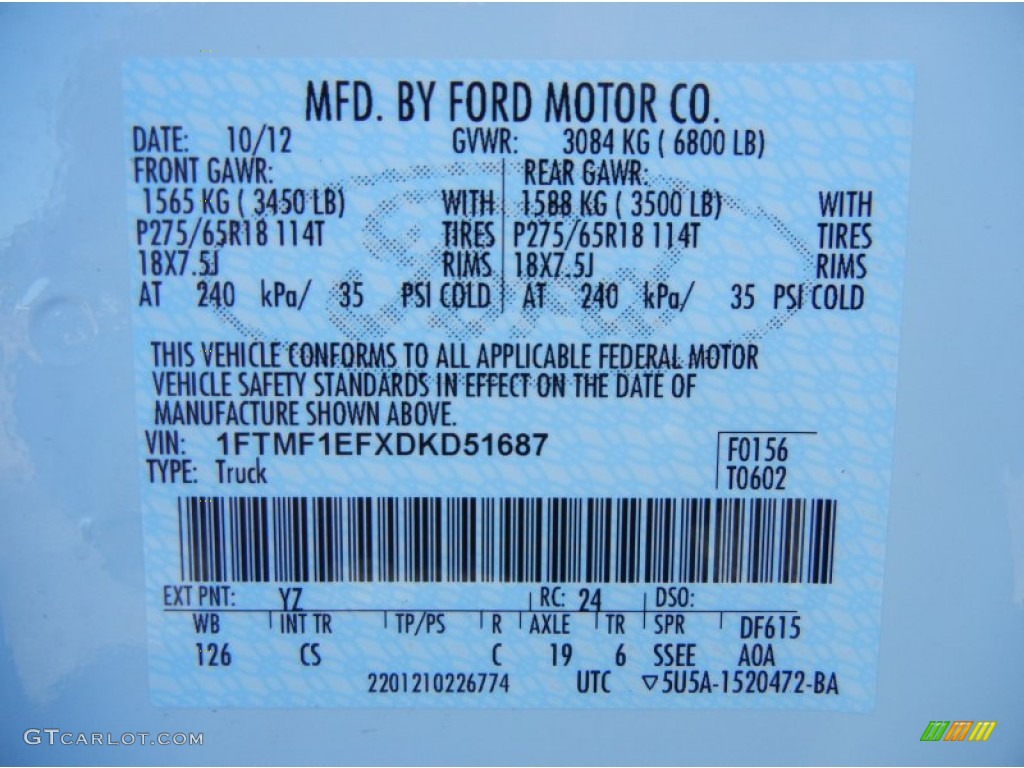 MFD. BY FORD MOTOR CO.
DATE: 10/12 GVWR: 3084 KG ( 6800 LB)
FRONT GAWR: REAR GAWR:
1565 KG ( 3450 LB) WITH 1588 KG ( 3500 LB) WITH
P275/65R18 114T TIRES P275/65R18 114T TIRES
18X7.5J RIMS 18X7.5J RIMS
AT 240 kPa/ 35 PSI COLD AT 240 kPa/ 35 PSI COLD
THIS VEHICLE CONFORMS TO ALL APPLICABLE FEDERAL MOTOR
VEHICLE SAFETY STANDARDS IN EFFECT ON THE DATE OF
MANUFACTURE SHOWN ABOVE.
VIN: 1FTMF1EFXDKD51687
TYPE: Truck
F0156
T0602
EXT PNT: YZ RC: 24 DSO:
WB INT TR TP/PS R AXLE TR SPR DF615
126 CS C 19 6 SSEE A0A
2201210226774 UTC ▽5U5A-1520472-BA
GTCARLOT.COM